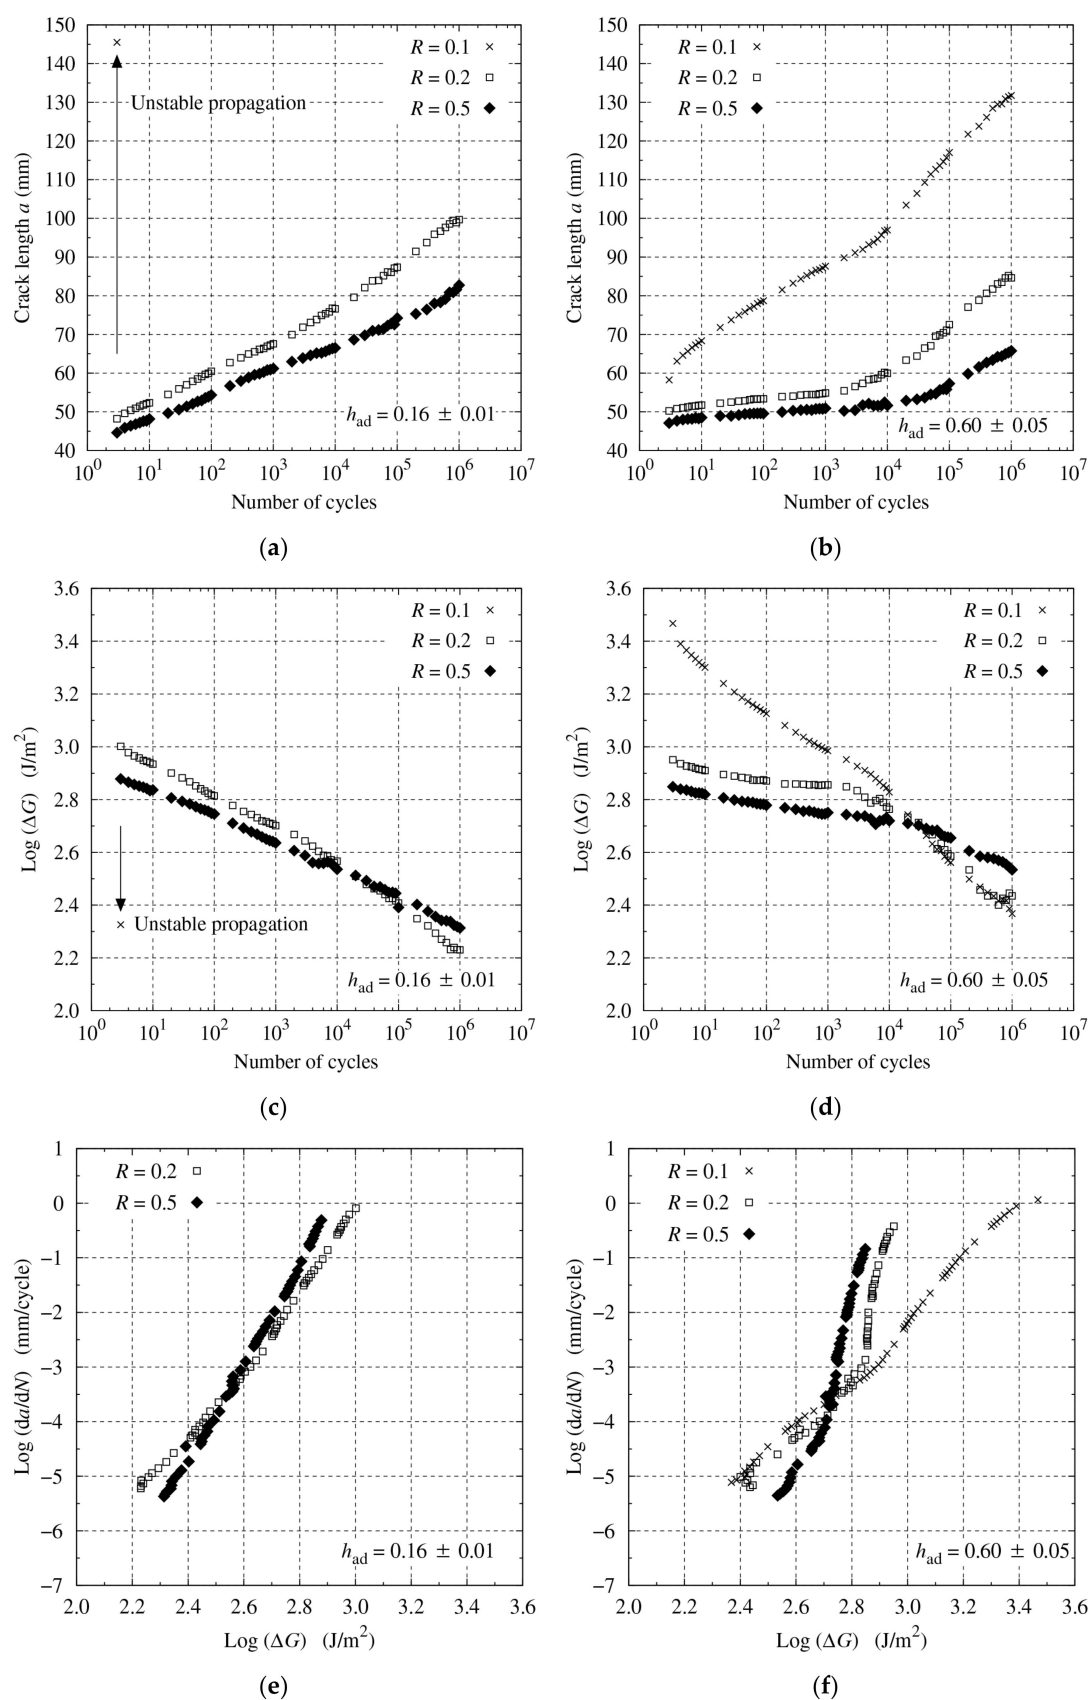 150
140
130
120
110
100
90
80
70
60
50
40
Crack length a (mm)
R = 0.1 ×
R = 0.2 □
R = 0.5 ◆
Unstable propagation
h_ad = 0.16 ± 0.01
10^0 10^1 10^2 10^3 10^4 10^5 10^6 10^7
Number of cycles
(a)
150
140
130
120
110
100
90
80
70
60
50
40
Crack length a (mm)
R = 0.1 ×
R = 0.2 □
R = 0.5 ◆
h_ad = 0.60 ± 0.05
10^0 10^1 10^2 10^3 10^4 10^5 10^6 10^7
Number of cycles
(b)
3.6
3.4
3.2
3.0
2.8
2.6
2.4
2.2
2.0
Log (ΔG) (J/m^2)
R = 0.1 ×
R = 0.2 □
R = 0.5 ◆
Unstable propagation
h_ad = 0.16 ± 0.01
10^0 10^1 10^2 10^3 10^4 10^5 10^6 10^7
Number of cycles
(c)
3.6
3.4
3.2
3.0
2.8
2.6
2.4
2.2
2.0
Log (ΔG) (J/m^2)
R = 0.1 ×
R = 0.2 □
R = 0.5 ◆
h_ad = 0.60 ± 0.05
10^0 10^1 10^2 10^3 10^4 10^5 10^6 10^7
Number of cycles
(d)
1
0
−1
−2
−3
−4
−5
−6
−7
Log (da/dN) (mm/cycle)
R = 0.2 □
R = 0.5 ◆
h_ad = 0.16 ± 0.01
2.0 2.2 2.4 2.6 2.8 3.0 3.2 3.4 3.6
Log (ΔG) (J/m^2)
(e)
1
0
−1
−2
−3
−4
−5
−6
−7
Log (da/dN) (mm/cycle)
R = 0.1 ×
R = 0.2 □
R = 0.5 ◆
h_ad = 0.60 ± 0.05
2.0 2.2 2.4 2.6 2.8 3.0 3.2 3.4 3.6
Log (ΔG) (J/m^2)
(f)